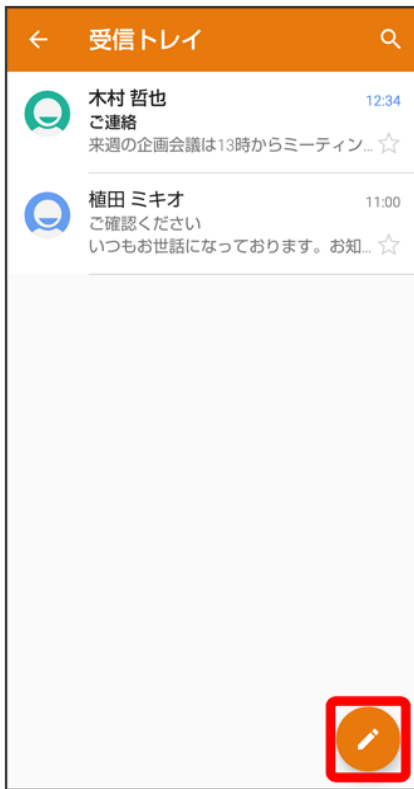 受信トレイ
木村 哲也
12:34
ご連絡
来週の企画会議は13時からミーティン...
植田 ミキオ
11:00
ご確認ください
いつもお世話になっております。お知...